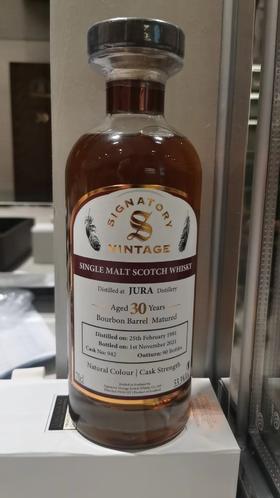 SIGNATORY
S
VINTAGE
SINGLE MALT SCOTCH WHISKY
Distilled at JURA Distillery
Aged 30 Years
Bourbon Barrel Matured
Distilled on: 25th February 1991
Bottled on: 1st November 2021
Cask No: 942 Outturn: 90 Bottles
Natural Colour | Cask Strength
70cl